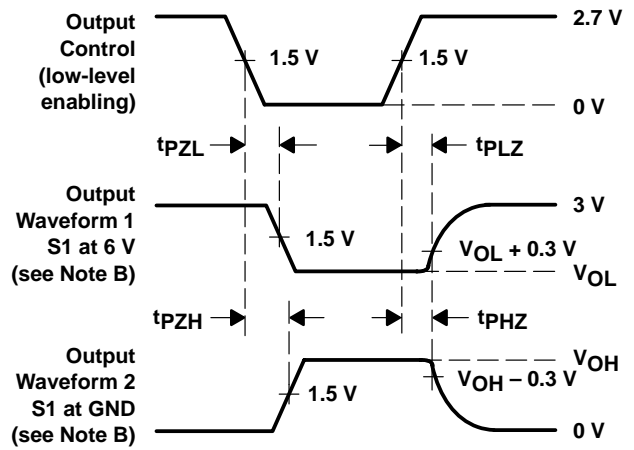 Output
Control
(low-level
enabling)
2.7 V
1.5 V
1.5 V
0 V
tPZL
tPLZ
Output
Waveform 1
S1 at 6 V
(see Note B)
3 V
1.5 V
VOL + 0.3 V
VOL
tPZH
tPHZ
Output
Waveform 2
S1 at GND
(see Note B)
VOH
1.5 V
VOH – 0.3 V
0 V